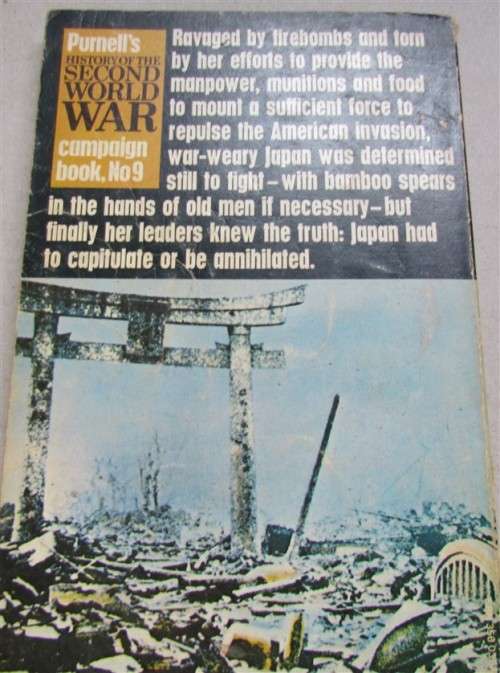 Purnell's
HISTORY OF THE
SECOND
WORLD
WAR
campaign
book, No 9
Ravaged by firebombs and torn
by her efforts to provide the
manpower, munitions and food
to mount a sufficient force to
repulse the American invasion,
war-weary Japan was determined
still to fight – with bamboo spears
in the hands of old men if necessary – but
finally her leaders knew the truth: Japan had
to capitulate or be annihilated.